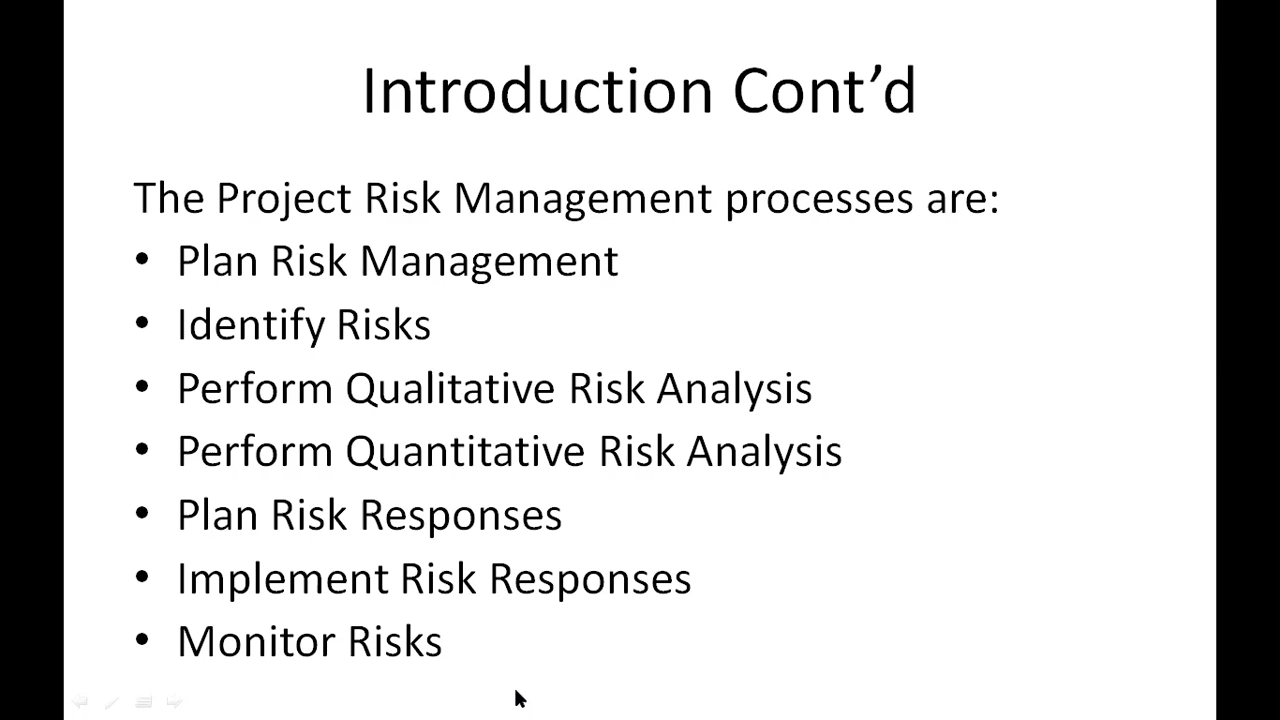 Introduction Cont’d
The Project Risk Management processes are:
• Plan Risk Management
• Identify Risks
• Perform Qualitative Risk Analysis
• Perform Quantitative Risk Analysis
• Plan Risk Responses
• Implement Risk Responses
• Monitor Risks